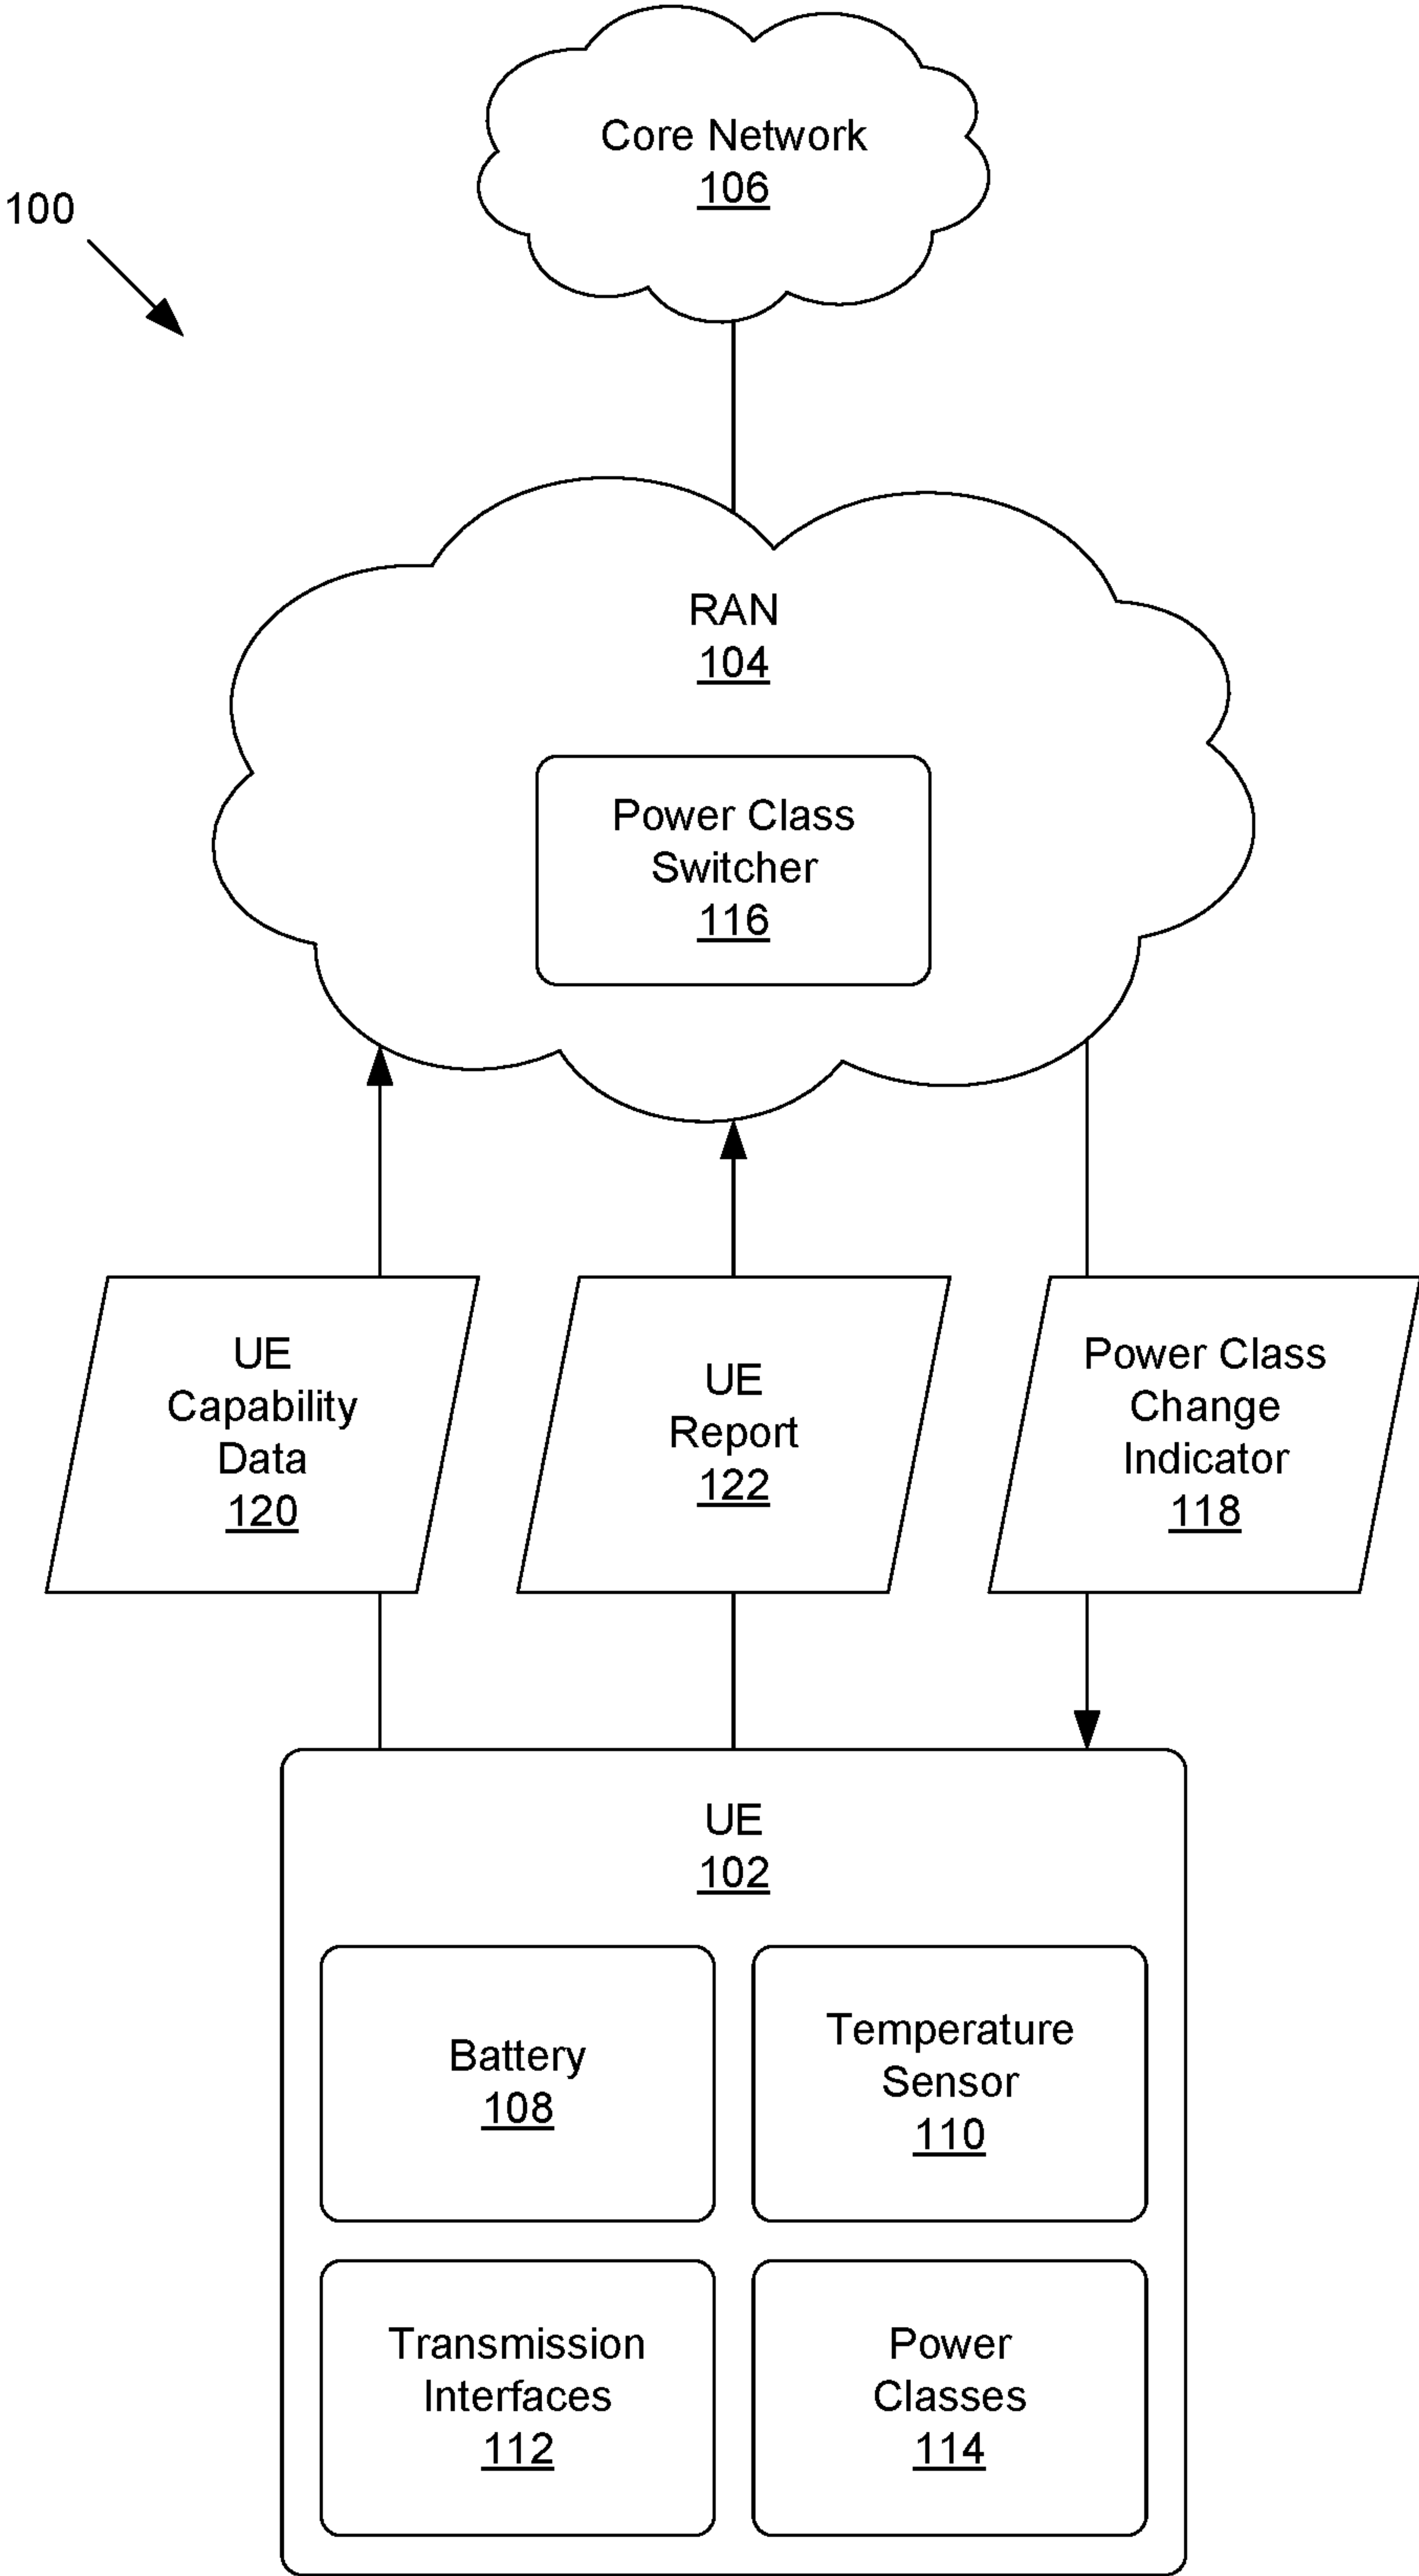 Core Network
106
100
RAN
104
Power Class
Switcher
116
UE
Capability
Data
120
UE
Report
122
Power Class
Change
Indicator
118
UE
102
Battery
108
Temperature
Sensor
110
Transmission
Interfaces
112
Power
Classes
114